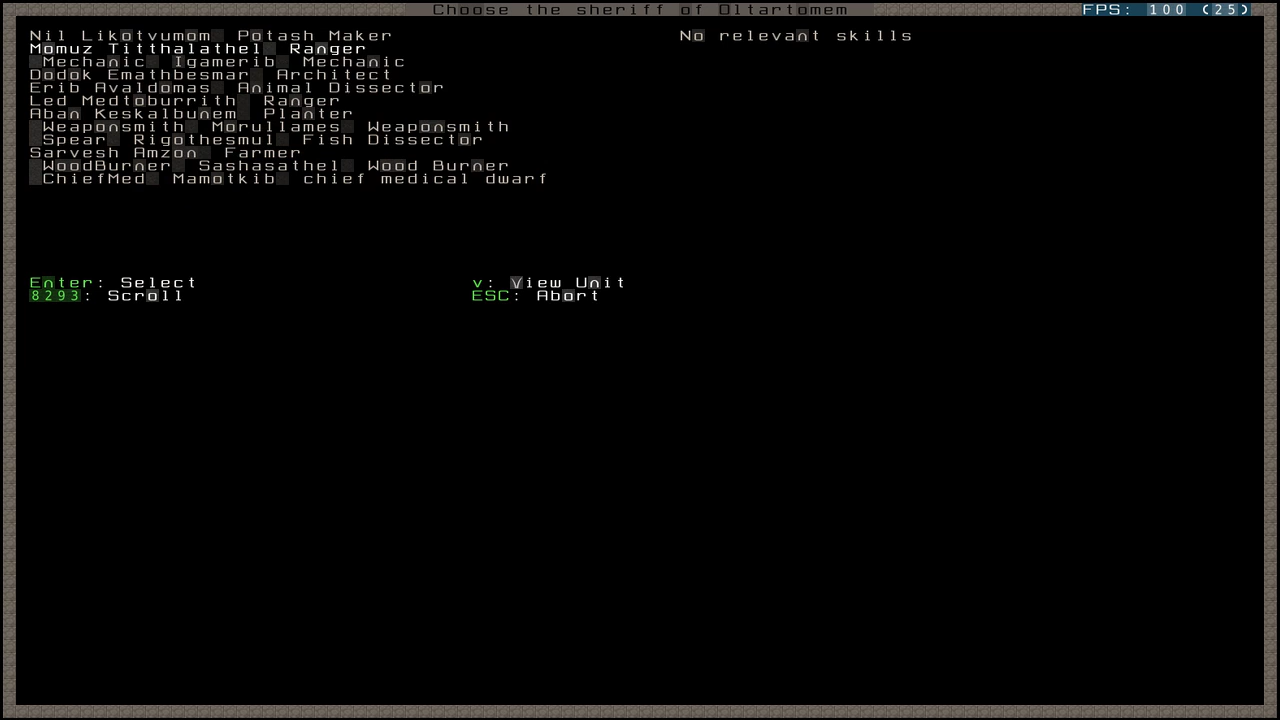 Choose the sheriff of Oltartomem
FPS: 100 (25)
Nil Likotvumom Potash Maker
No relevant skills
Momuz Titthalathel Ranger
Mechanic Igamerib Mechanic
Dodok Emathbesmar Architect
Erib Avaldomas Animal Dissector
Led Medtoburrith Ranger
Aban Keskalbunem Planter
Weaponsmith Morullames Weaponsmith
Spear Rigothesmul Fish Dissector
Sarvesh Amzon Farmer
WoodBurner Sashasathel Wood Burner
ChiefMed Mamotkib chief medical dwarf
Enter: Select
v: View Unit
8293: Scroll
ESC: Abort